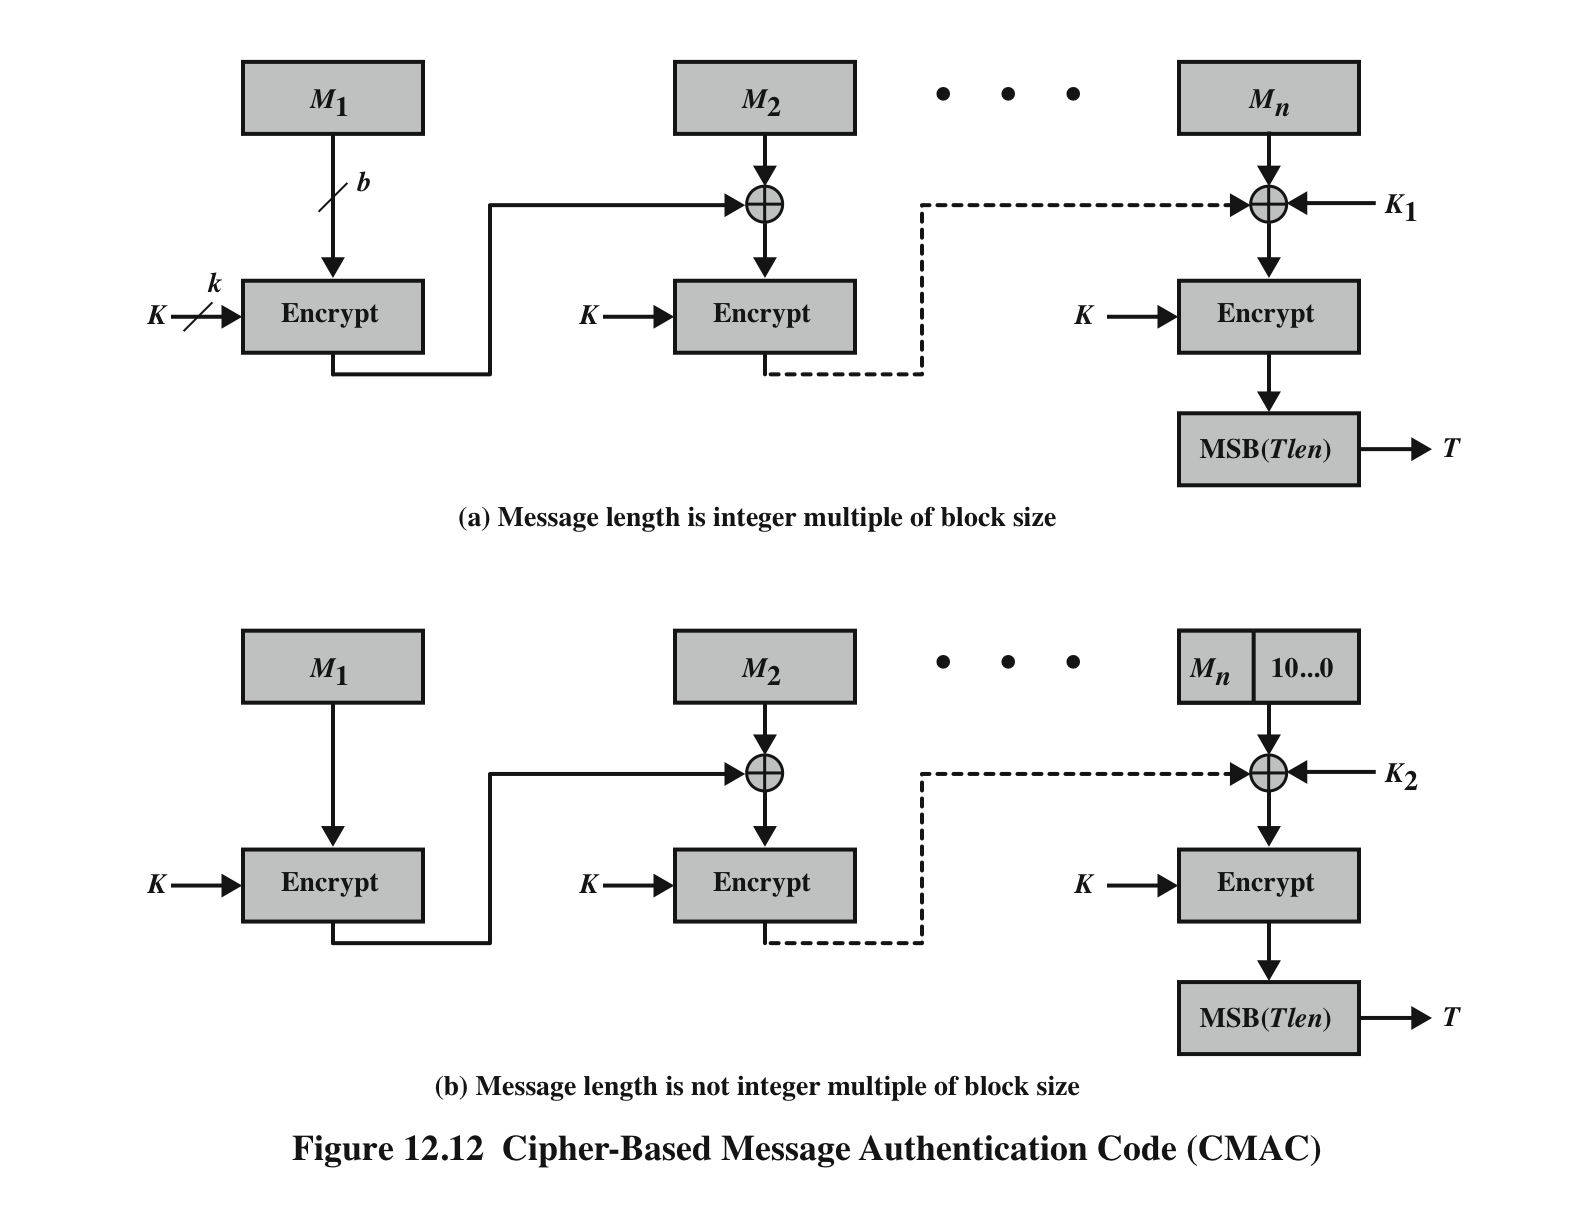 M1 M2 • • • Mn
b
K1
k
K Encrypt K Encrypt K Encrypt
MSB(Tlen) T
(a) Message length is integer multiple of block size
M1 M2 • • • Mn 10...0
K2
K Encrypt K Encrypt K Encrypt
MSB(Tlen) T
(b) Message length is not integer multiple of block size
Figure 12.12 Cipher-Based Message Authentication Code (CMAC)